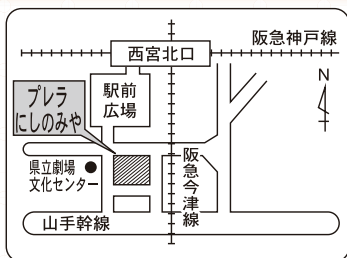 阪急神戸線
西宮北口
N
駅前
広場
プレラ
にしのみや
県立劇場
文化センター
阪急今津線
山手幹線